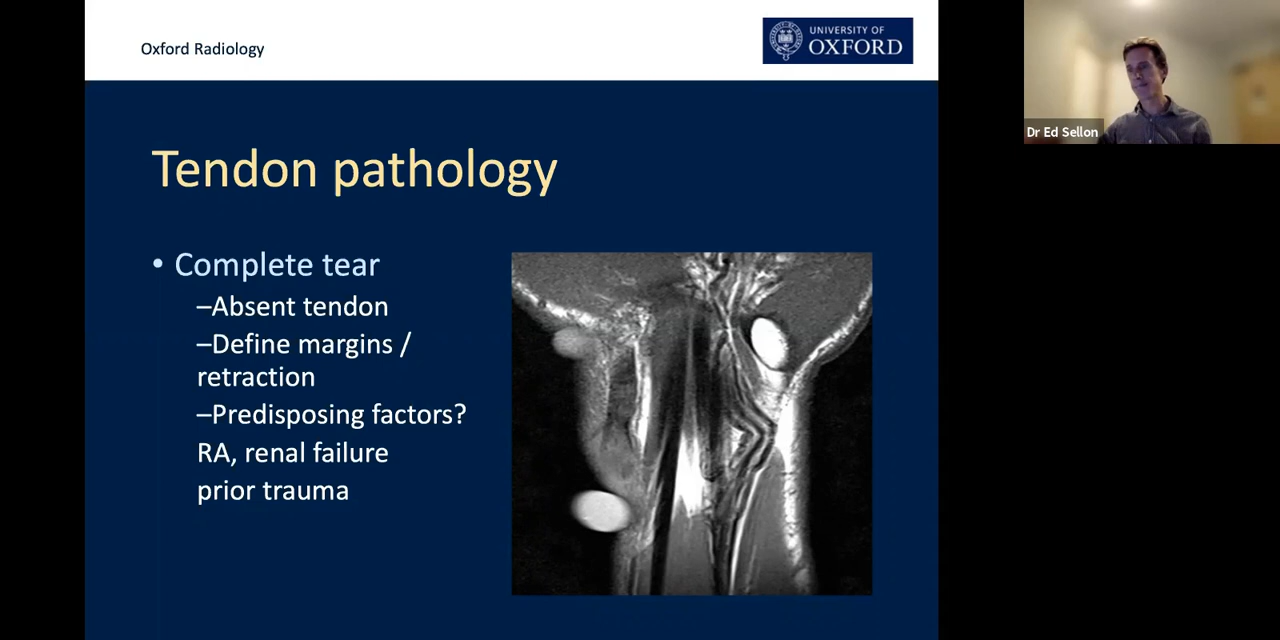 Oxford Radiology
UNIVERSITY OF
OXFORD
Dr Ed Sellon
Tendon pathology
• Complete tear
–Absent tendon
–Define margins /
retraction
–Predisposing factors?
RA, renal failure
prior trauma